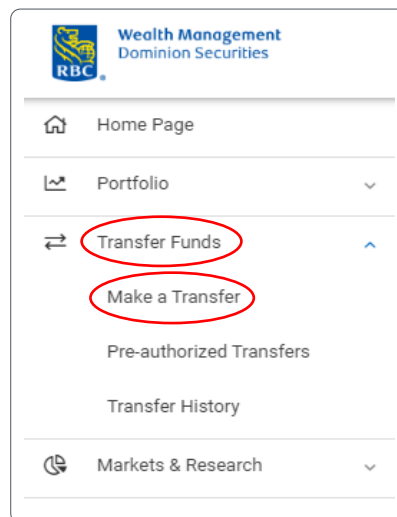 Wealth Management
Dominion Securities
RBC
Home Page
Portfolio
Transfer Funds
Make a Transfer
Pre-authorized Transfers
Transfer History
Markets & Research